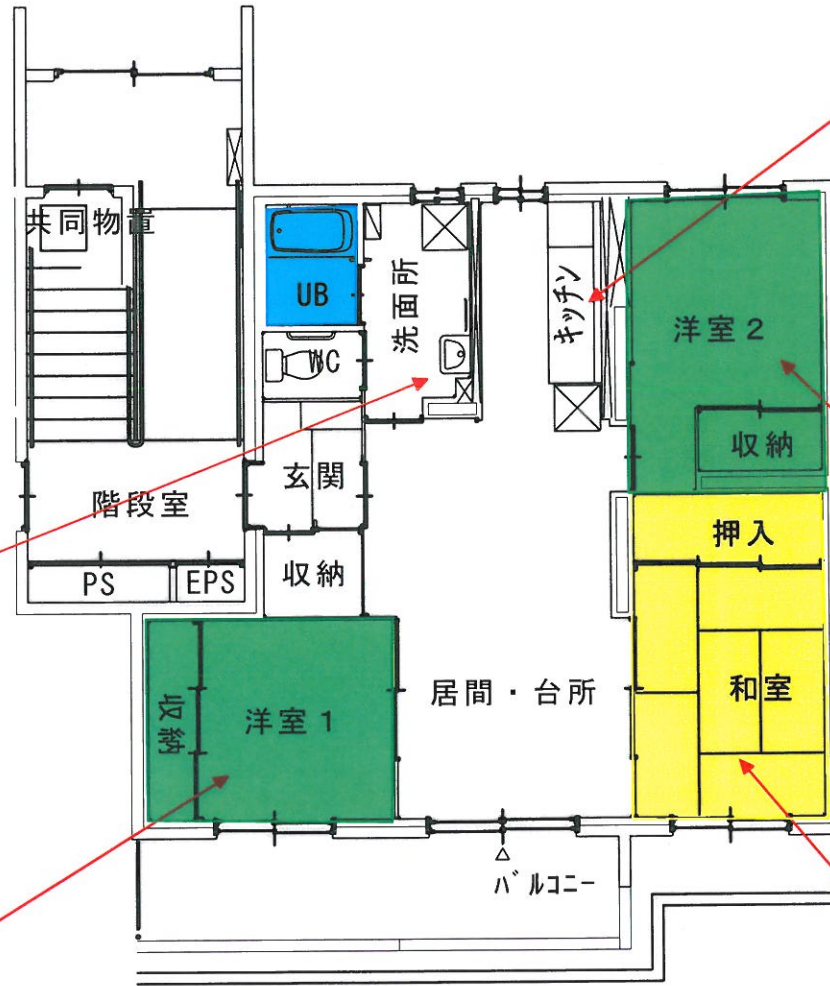 共同物置
UB
洗面所
キッチン
洋室2
WC
収納
玄関
階段室
押入
収納
PS
EPS
和室
居間・台所
洋室1
収納
バルコニー